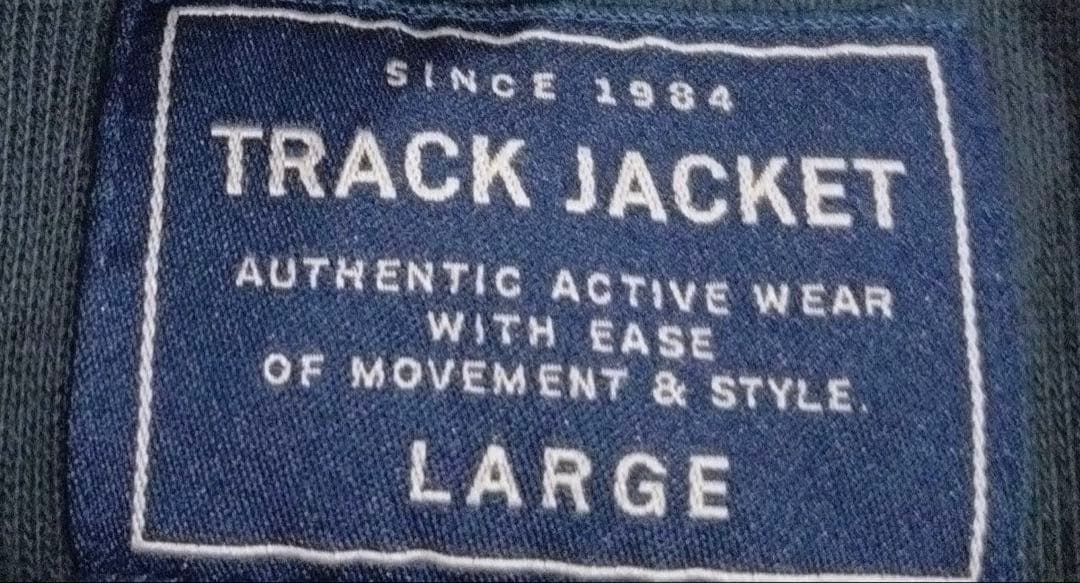 SINCE 1984
TRACK JACKET
AUTHENTIC ACTIVE WEAR
WITH EASE
OF MOVEMENT & STYLE.
LARGE